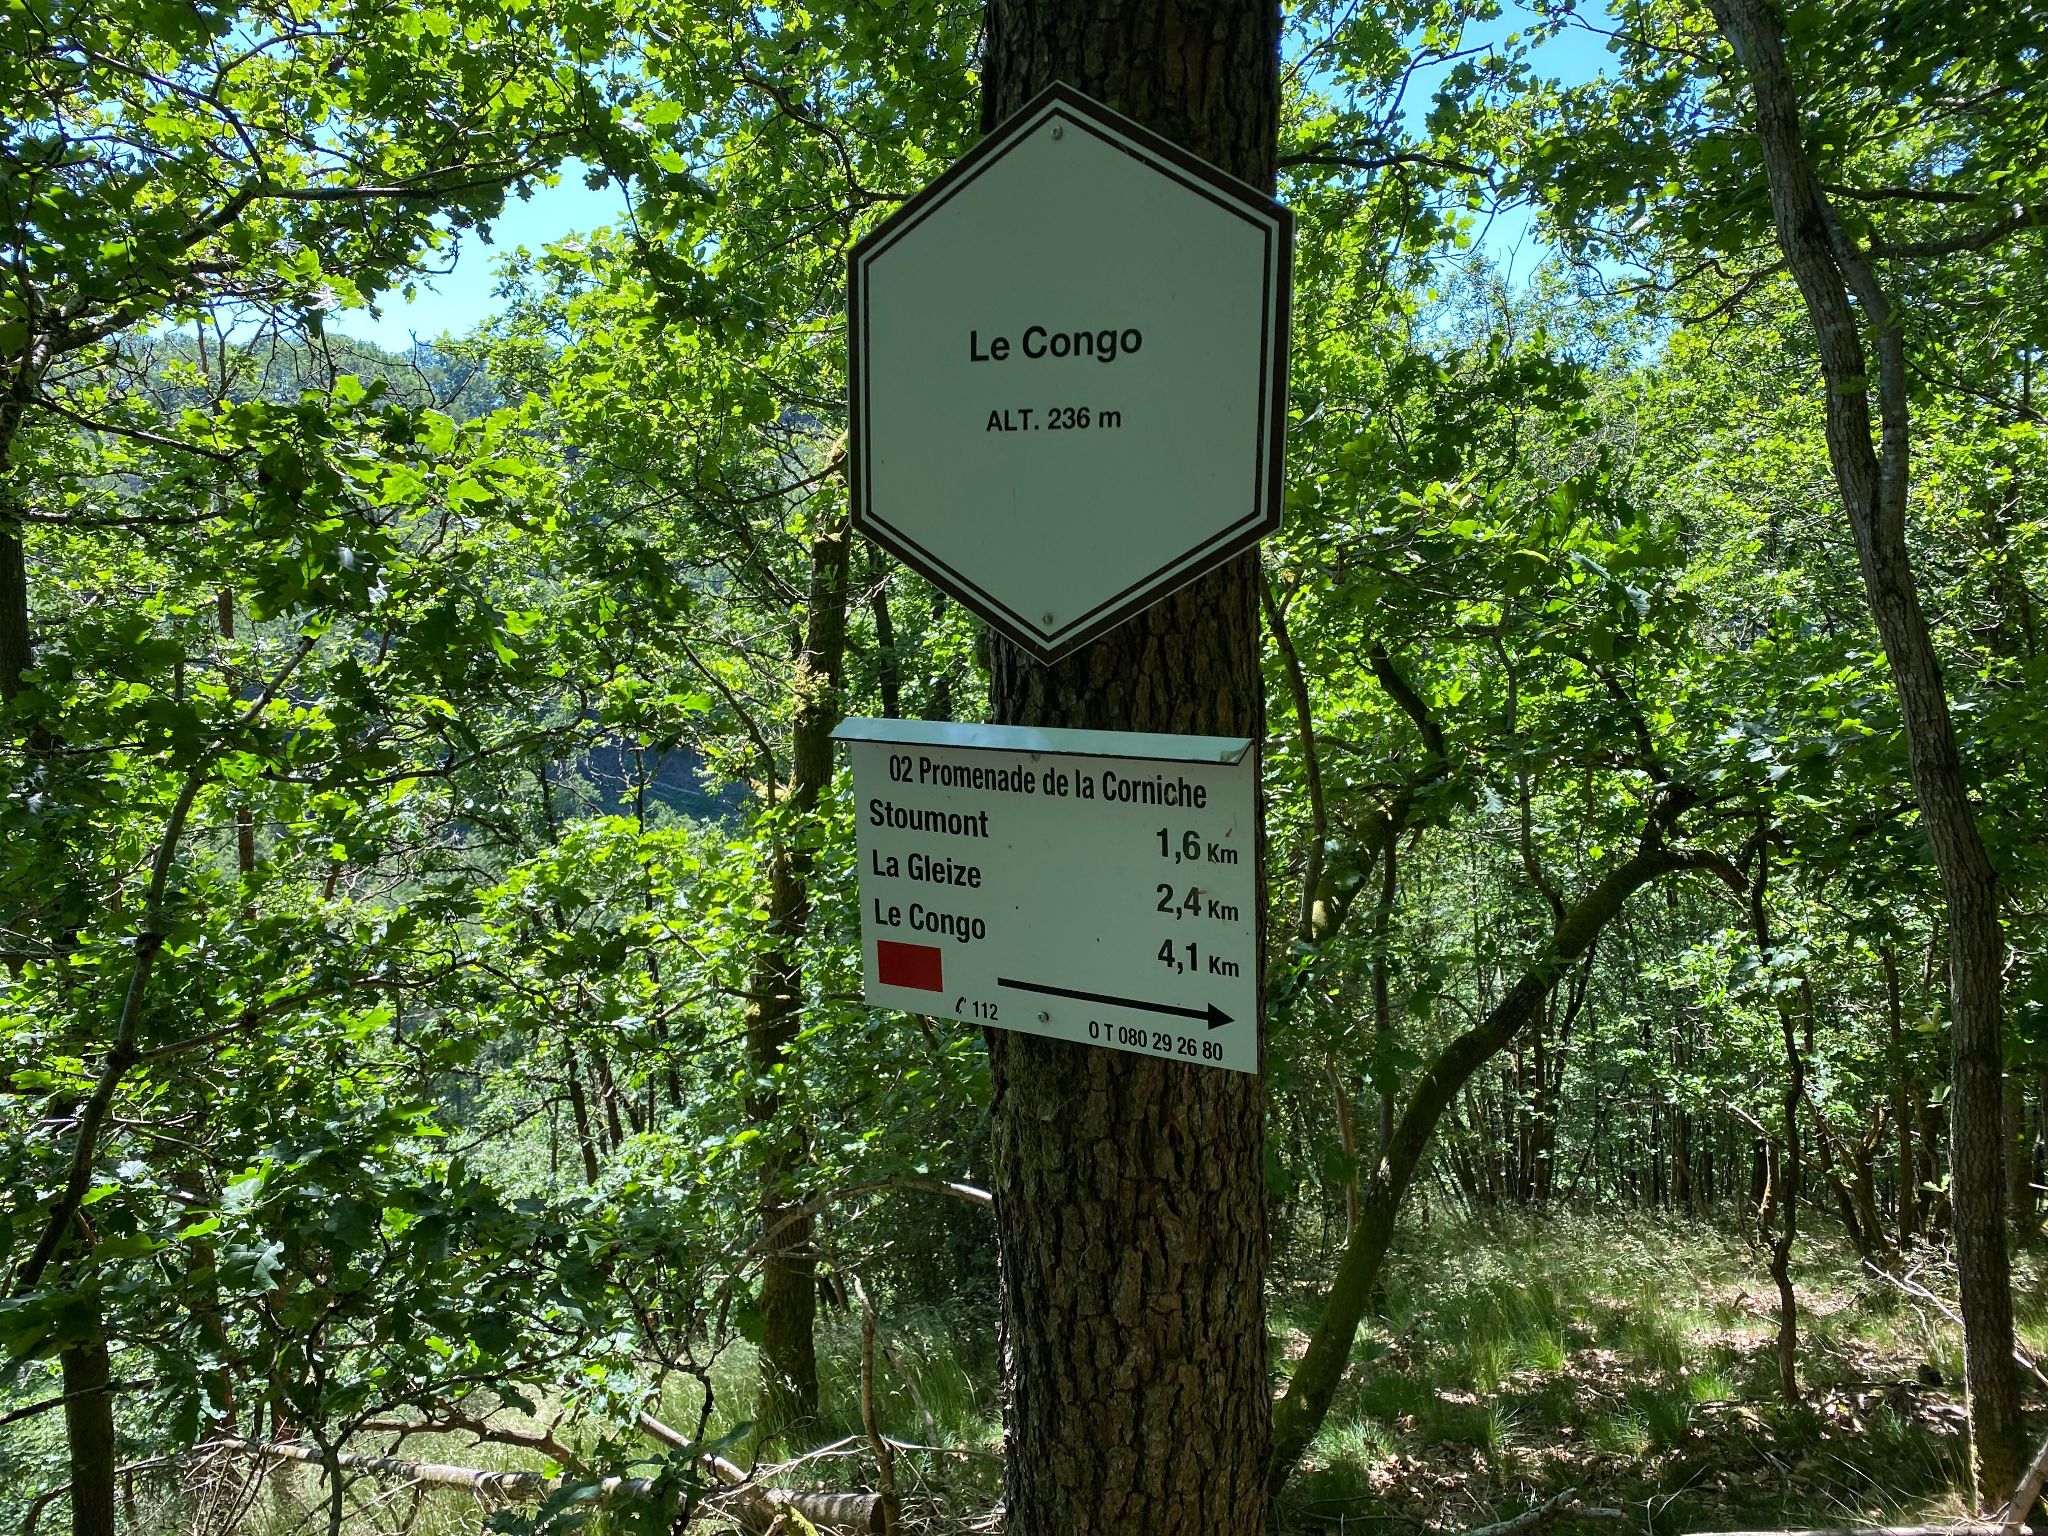 Le Congo
ALT. 236 m
02 Promenade de la Corniche
Stoumont 1,6 Km
La Gleize 2,4 Km
Le Congo 4,1 Km
112
0 T 080 29 26 80